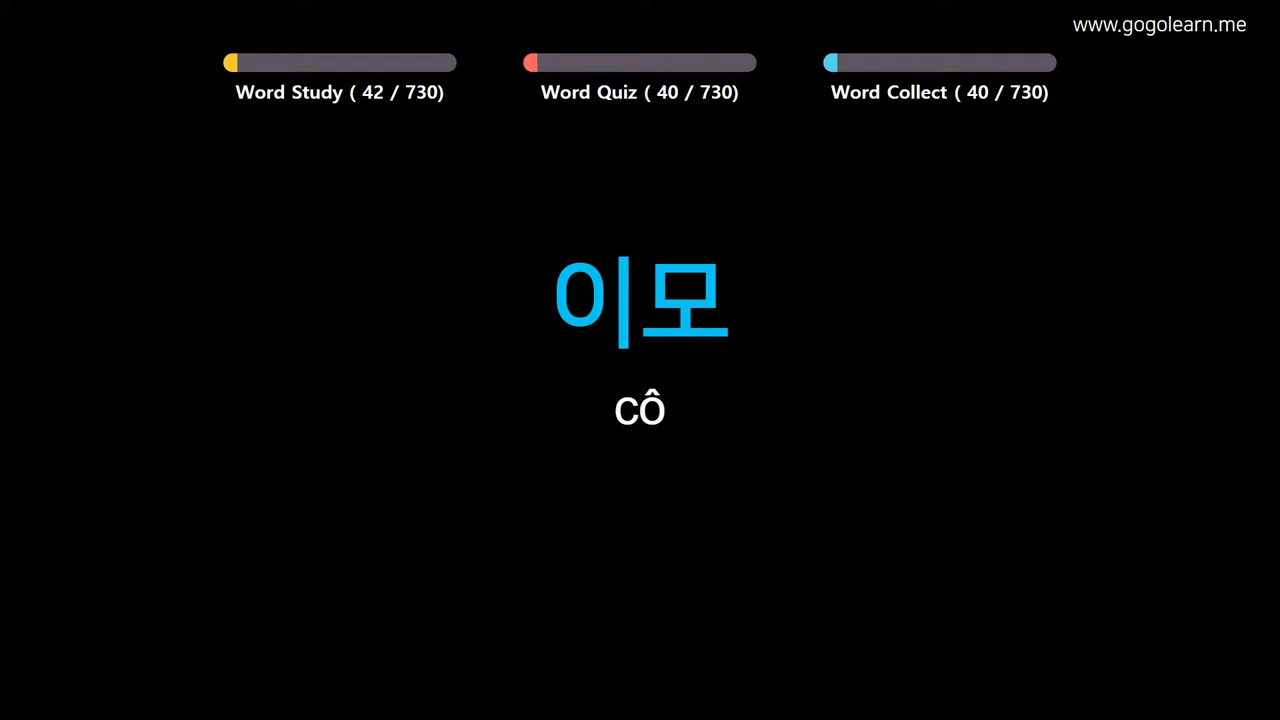 www.gogolearn.me
Word Study ( 42 / 730)
Word Quiz ( 40 / 730)
Word Collect ( 40 / 730)
이모
cô